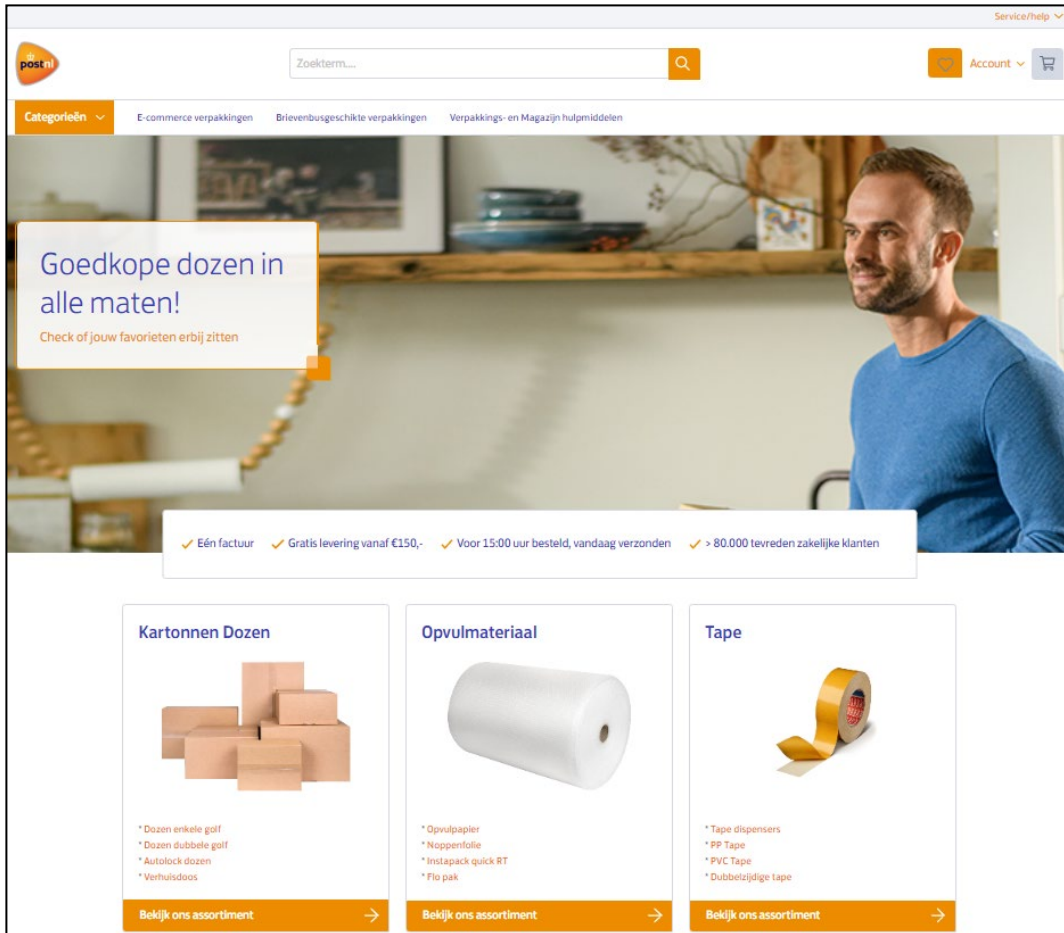 Service/help
postnl
Zoekterm....
Account
Categorieën
E-commerce verpakkingen
Brievenbusgeschikte verpakkingen
Verpakkings- en Magazijn hulpmiddelen
Goedkope dozen in
alle maten!
Check of jouw favorieten erbij zitten
Eén factuur
Gratis levering vanaf €150,-
Voor 15:00 uur besteld, vandaag verzonden
> 80.000 tevreden zakelijke klanten
Kartonnen Dozen
* Dozen enkele golf
* Dozen dubbele golf
* Autolock dozen
* Verhuisdoos
Bekijk ons assortiment
Opvulmateriaal
* Opvulpapier
* Noppenfolie
* Instapack quick RT
* Flo pak
Bekijk ons assortiment
Tape
* Tape dispensers
* PP Tape
* PVC Tape
* Dubbelzijdige tape
Bekijk ons assortiment